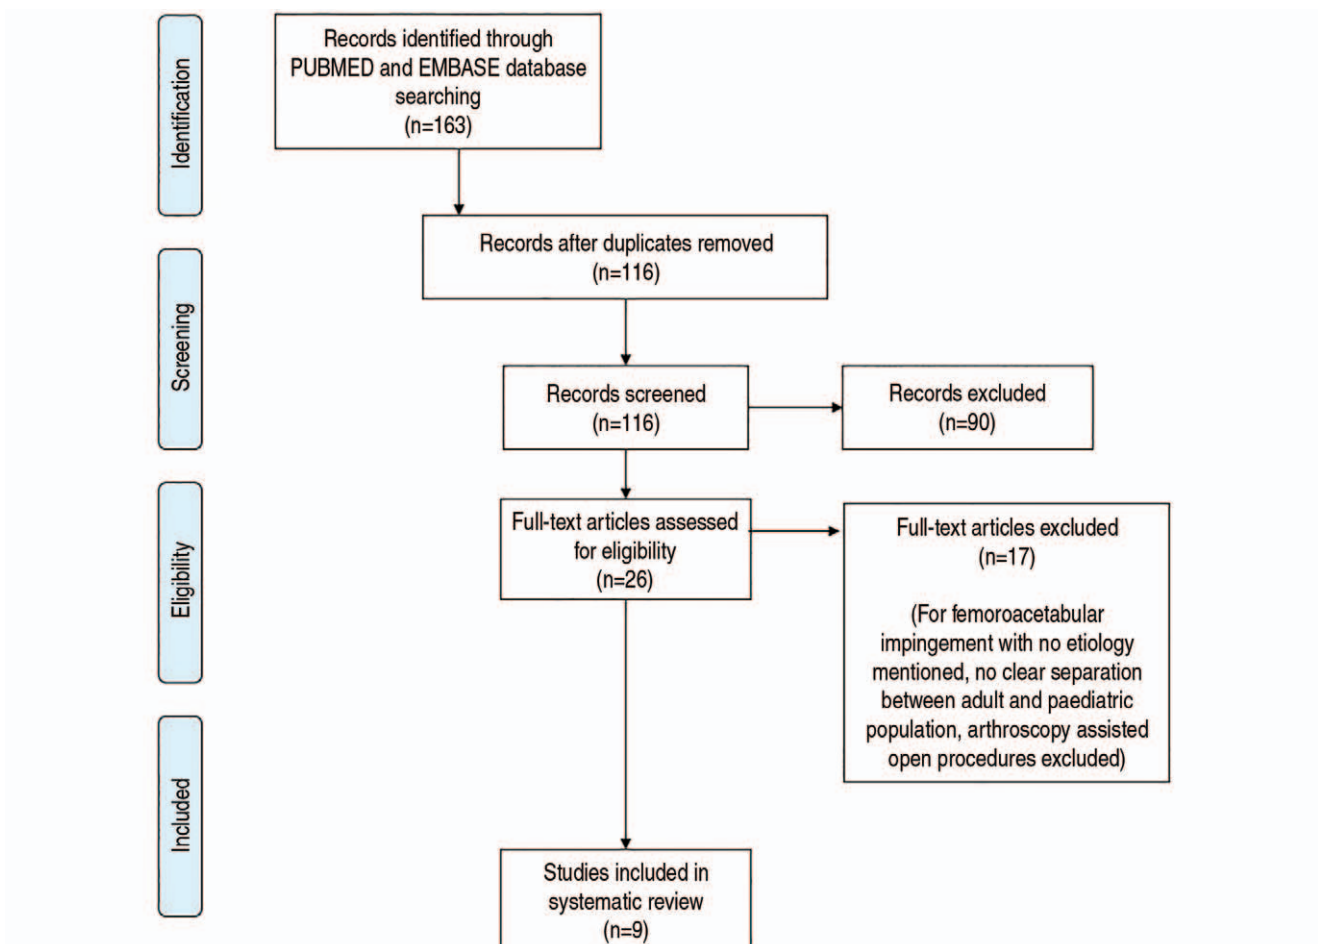 Identification
Records identified through
PUBMED and EMBASE database
searching
(n=163)
Records after duplicates removed
(n=116)
Screening
Records screened
(n=116)
Records excluded
(n=90)
Eligibility
Full-text articles assessed
for eligibility
(n=26)
Full-text articles excluded
(n=17)
(For femoroacetabular
impingement with no etiology
mentioned, no clear separation
between adult and paediatric
population, arthroscopy assisted
open procedures excluded)
Included
Studies included in
systematic review
(n=9)